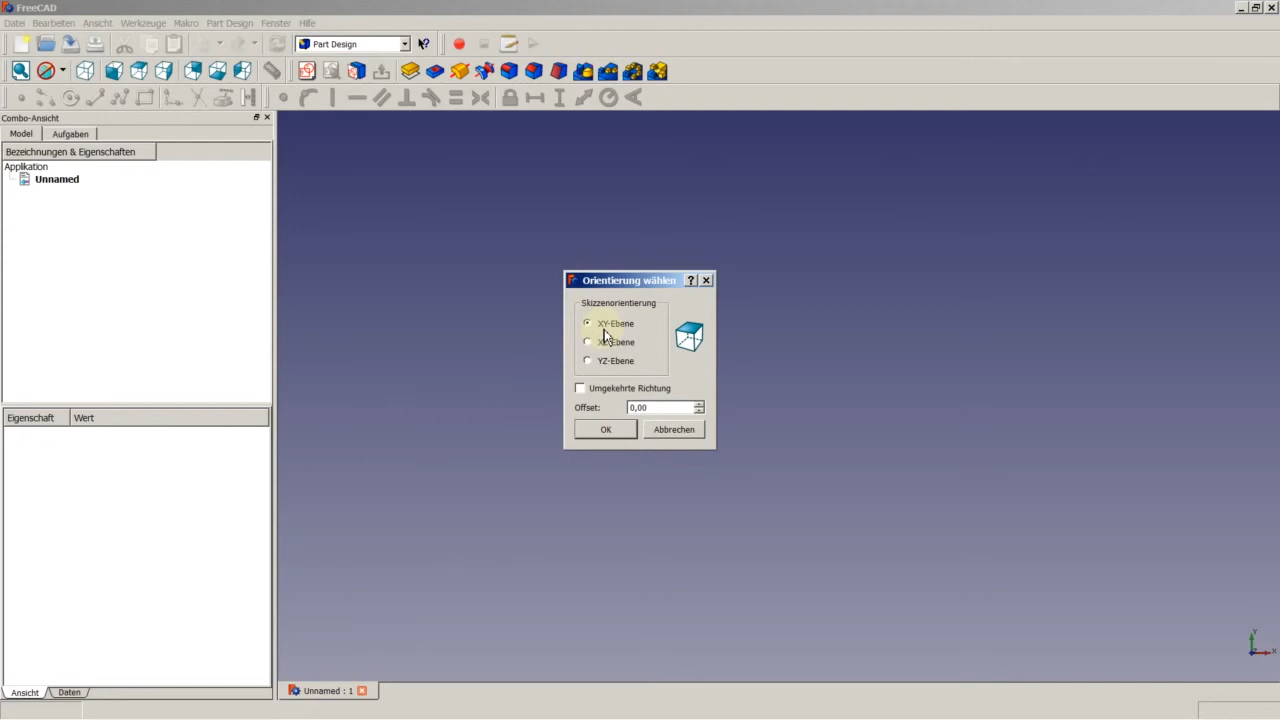 FreeCAD
Datei Bearbeiten Ansicht Werkzeuge Makro Part Design Fenster Hilfe
Part Design
Combo-Ansicht
Model Aufgaben
Bezeichnungen & Eigenschaften
Applikation
Unnamed
Orientierung wählen
Skizzenorientierung
XY-Ebene
XZ-Ebene
YZ-Ebene
Umgekehrte Richtung
Offset: 0,00
OK Abbrechen
Eigenschaft Wert
Y
Z X
Ansicht Daten
Unnamed : 1